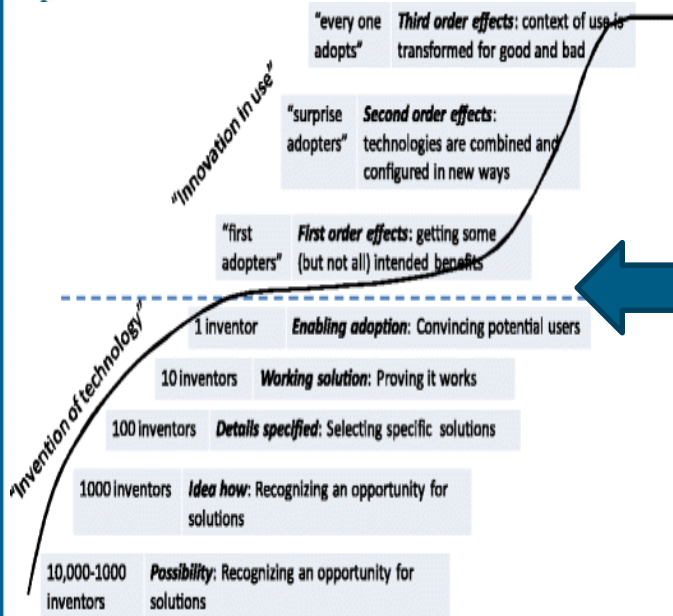 "every one Third order effects: context of use is
adopts" transformed for good and bad
"Innovation in use"
"surprise Second order effects:
adopters" technologies are combined and
configured in new ways
"first First order effects: getting some
adopters" (but not all) intended benefits
"Invention of technology"
1 inventor Enabling adoption: Convincing potential users
10 inventors Working solution: Proving it works
100 inventors Details specified: Selecting specific solutions
1000 inventors Idea how: Recognizing an opportunity for
solutions
10,000-1000 Possibility: Recognizing an opportunity for
inventors solutions